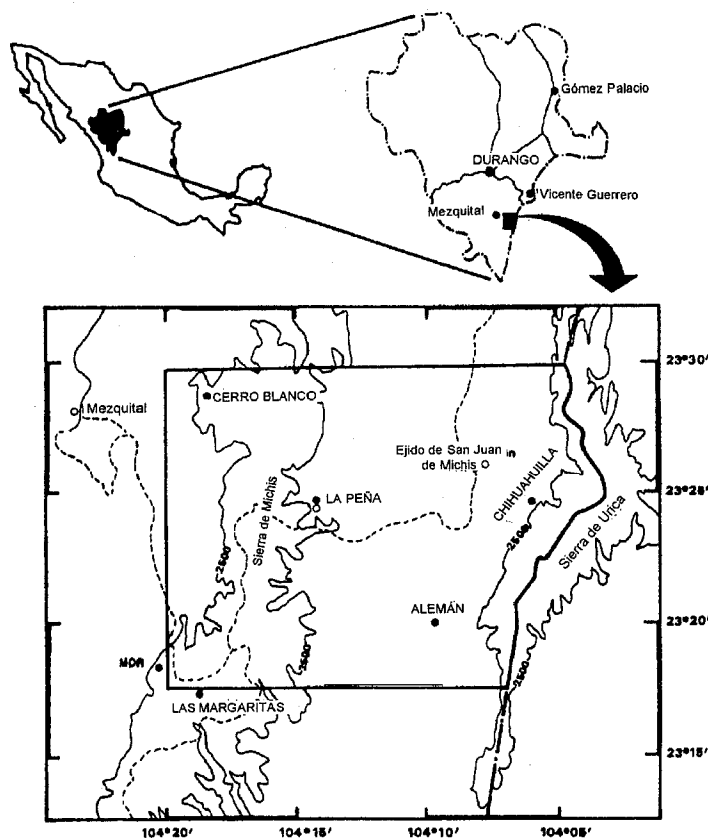 Gómez Palacio
DURANGO
Vicente Guerrero
Mezquital
23°30'
Mezquital
CERRO BLANCO
Ejido de San Juan
de Michis
CHIHUAHUILLA
23°25'
LA PEÑA
Sierra de Michis
2500
2500
Sierra de Urica
ALEMÁN
23°20'
MDR
2500
2500
LAS MARGARITAS
23°15'
104°20'
104°15'
104°10'
104°05'